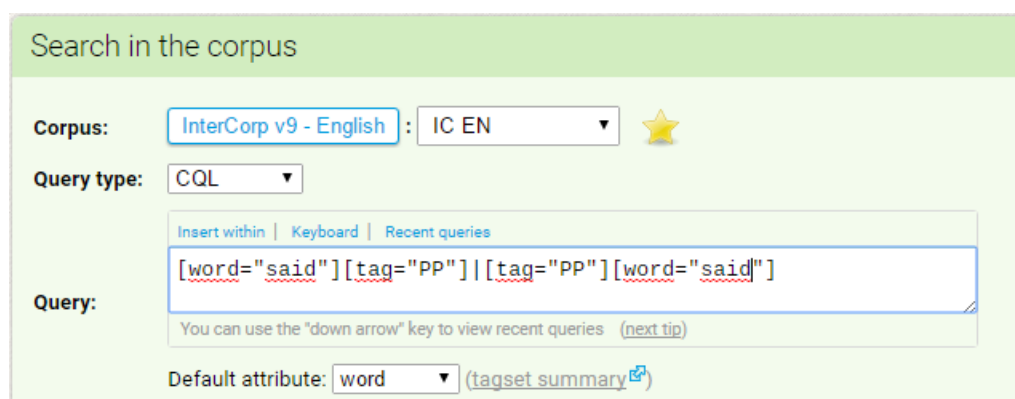 Search in the corpus
Corpus: InterCorp v9 - English : IC EN
Query type: CQL
Insert within | Keyboard | Recent queries
[word="said"][tag="PP"]|[tag="PP"][word="said"]
Query:
You can use the "down arrow" key to view recent queries (next tip)
Default attribute: word (tagset summary)